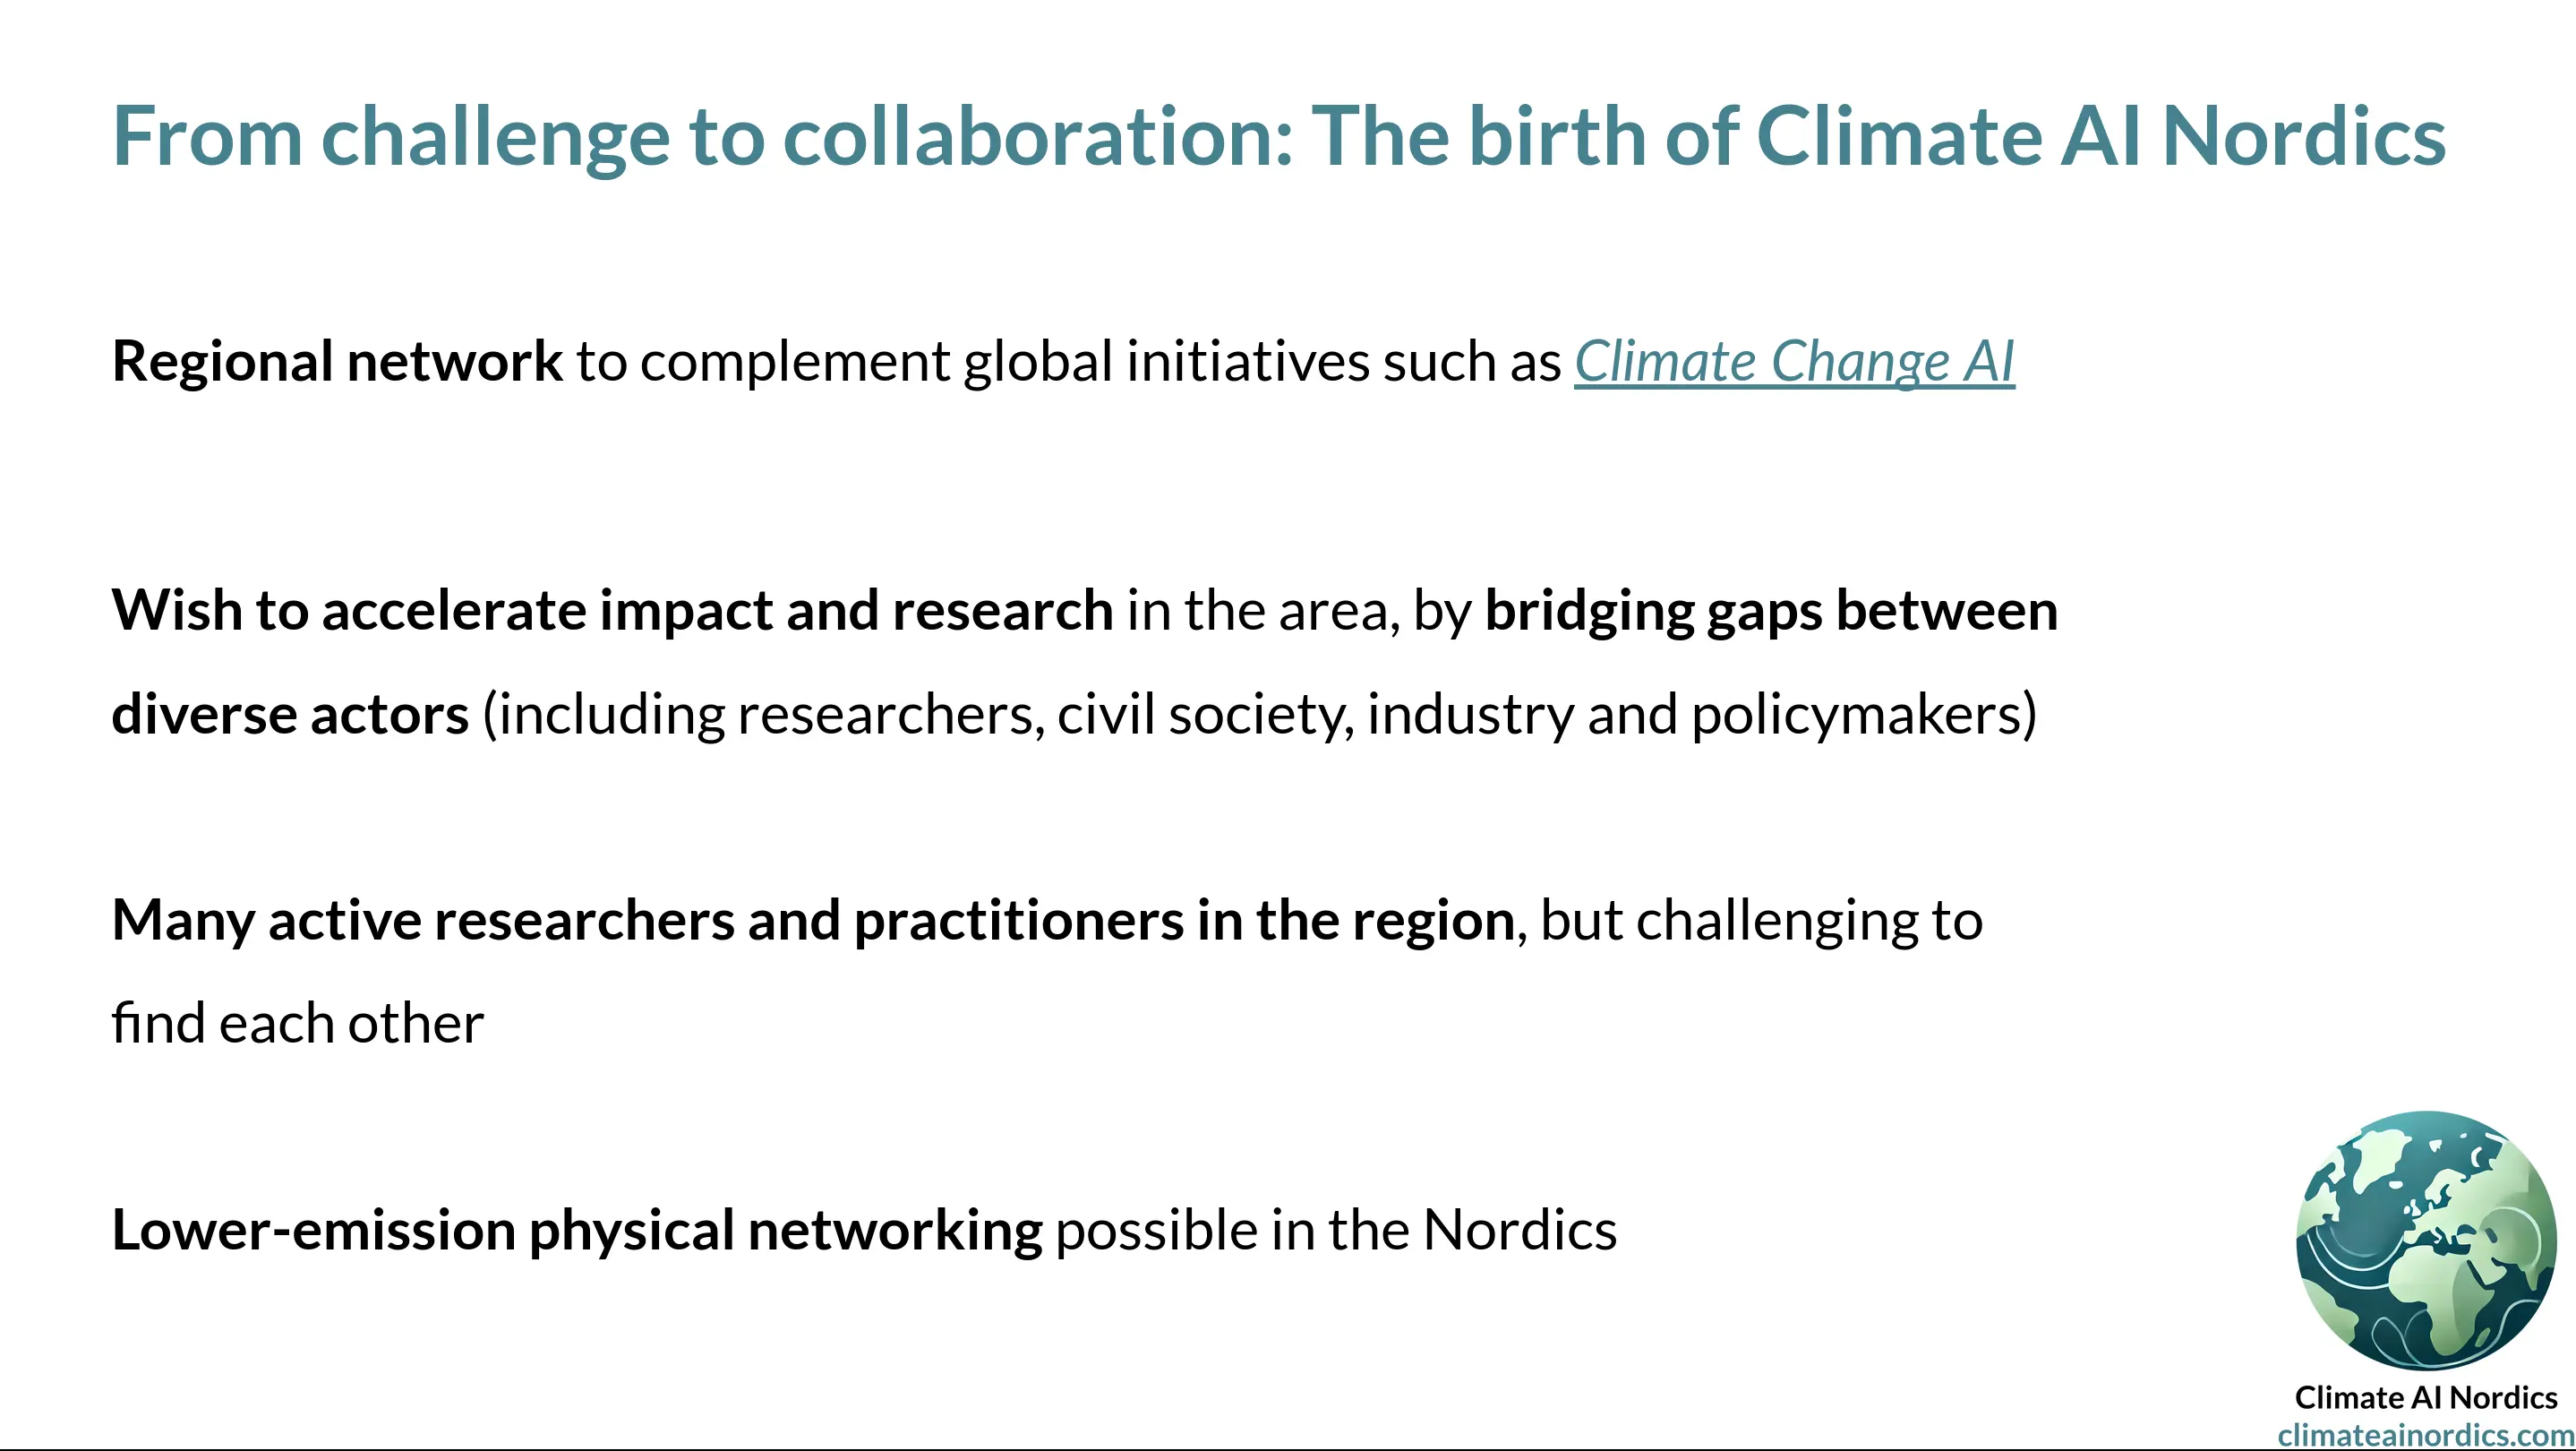 From challenge to collaboration: The birth of Climate AI Nordics
Regional network to complement global initiatives such as Climate Change AI
Wish to accelerate impact and research in the area, by bridging gaps between
diverse actors (including researchers, civil society, industry and policymakers)
Many active researchers and practitioners in the region, but challenging to
find each other
Lower-emission physical networking possible in the Nordics
Climate AI Nordics
climateainordics.com